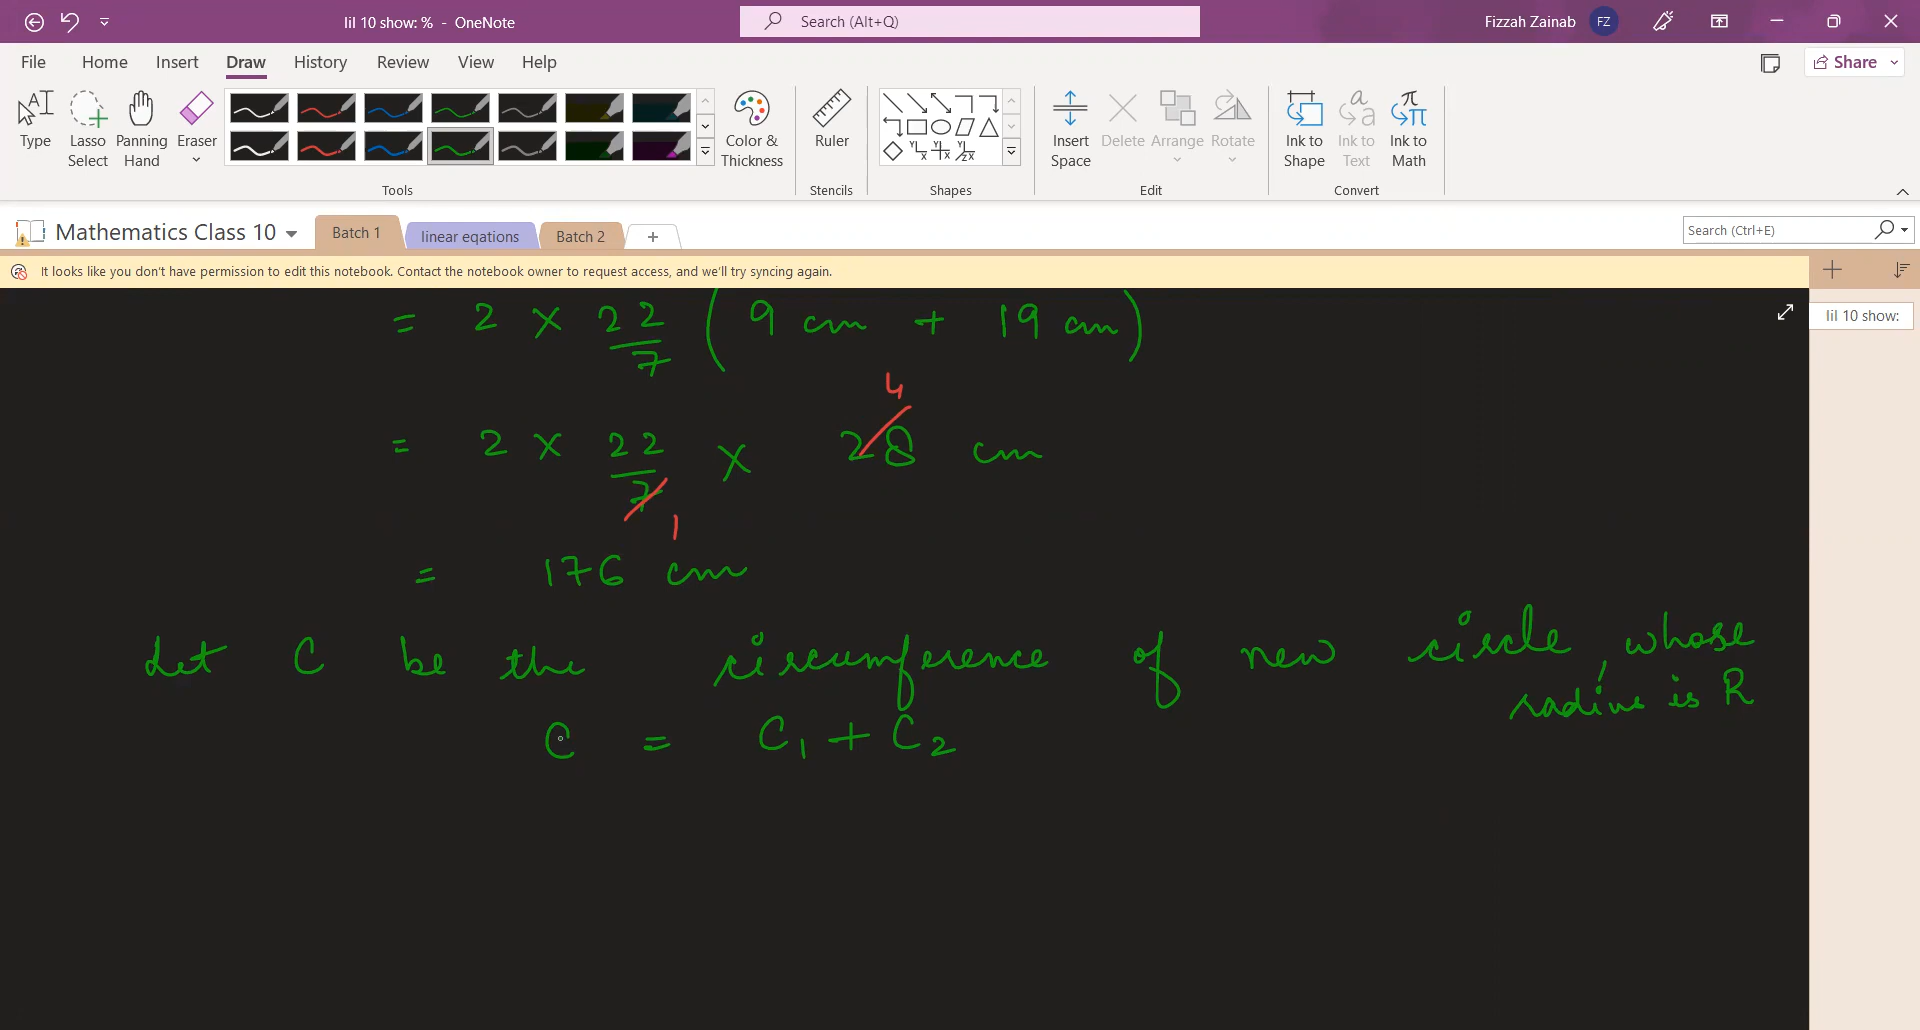 lil 10 show: % - OneNote
Search (Alt+Q)
Fizzah Zainab FZ
File Home Insert Draw History Review View Help
Share
Type Lasso Select Panning Hand Eraser
Color & Thickness
Ruler
Insert Space Delete Arrange Rotate
Ink to Shape Ink to Text Ink to Math
Tools Stencils Shapes Edit Convert
Mathematics Class 10 Batch 1 linear eqations Batch 2 +
Search (Ctrl+E)
It looks like you don't have permission to edit this notebook. Contact the notebook owner to request access, and we'll try syncing again.
lil 10 show:
= 2 × 22/7 ( 9 cm + 19 cm )
4
= 2 × 22/7 × 28 cm
1
= 176 cm
Let C be the circumference of new circle, whose
radius is R
C = C₁ + C₂